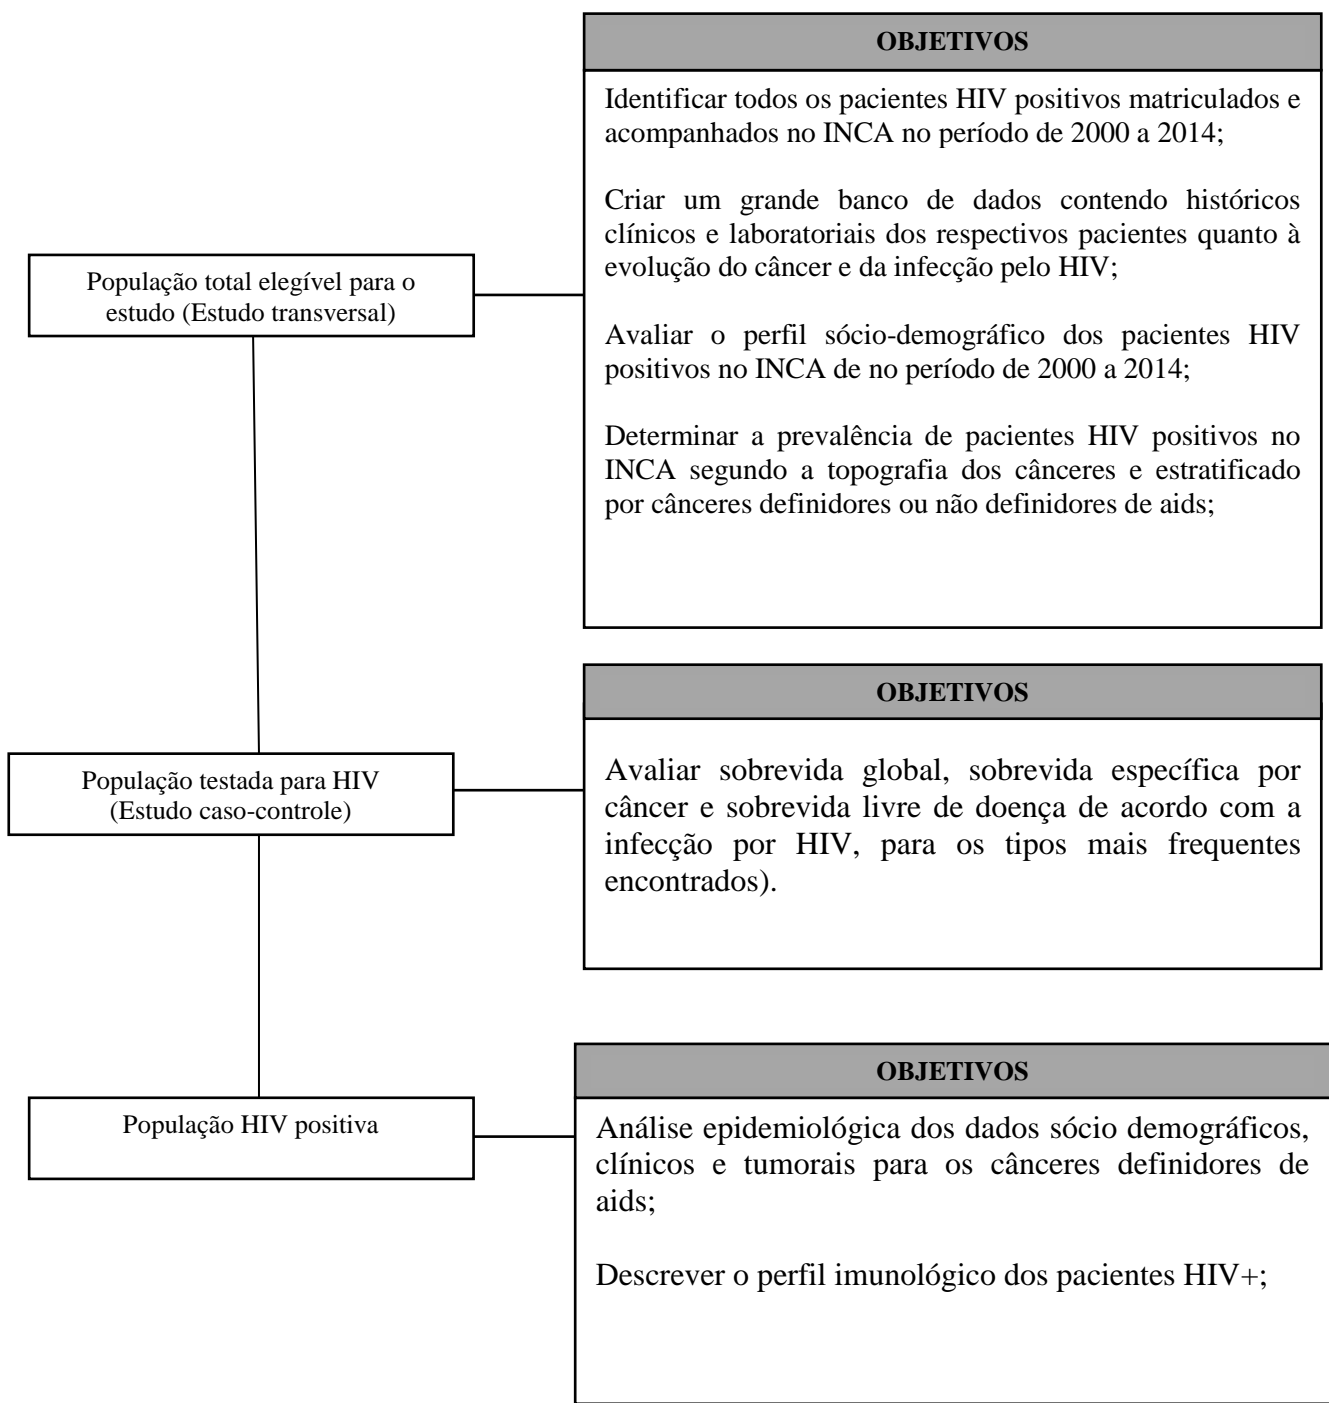 OBJETIVOS
Identificar todos os pacientes HIV positivos matriculados e
acompanhados no INCA no período de 2000 a 2014;
Criar um grande banco de dados contendo históricos
clínicos e laboratoriais dos respectivos pacientes quanto à
evolução do câncer e da infecção pelo HIV;
Avaliar o perfil sócio-demográfico dos pacientes HIV
positivos no INCA de no período de 2000 a 2014;
Determinar a prevalência de pacientes HIV positivos no
INCA segundo a topografia dos cânceres e estratificado
por cânceres definidores ou não definidores de aids;
População total elegível para o
estudo (Estudo transversal)
OBJETIVOS
Avaliar sobrevida global, sobrevida específica por
câncer e sobrevida livre de doença de acordo com a
infecção por HIV, para os tipos mais frequentes
encontrados).
População testada para HIV
(Estudo caso-controle)
OBJETIVOS
Análise epidemiológica dos dados sócio demográficos,
clínicos e tumorais para os cânceres definidores de
aids;
Descrever o perfil imunológico dos pacientes HIV+;
População HIV positiva